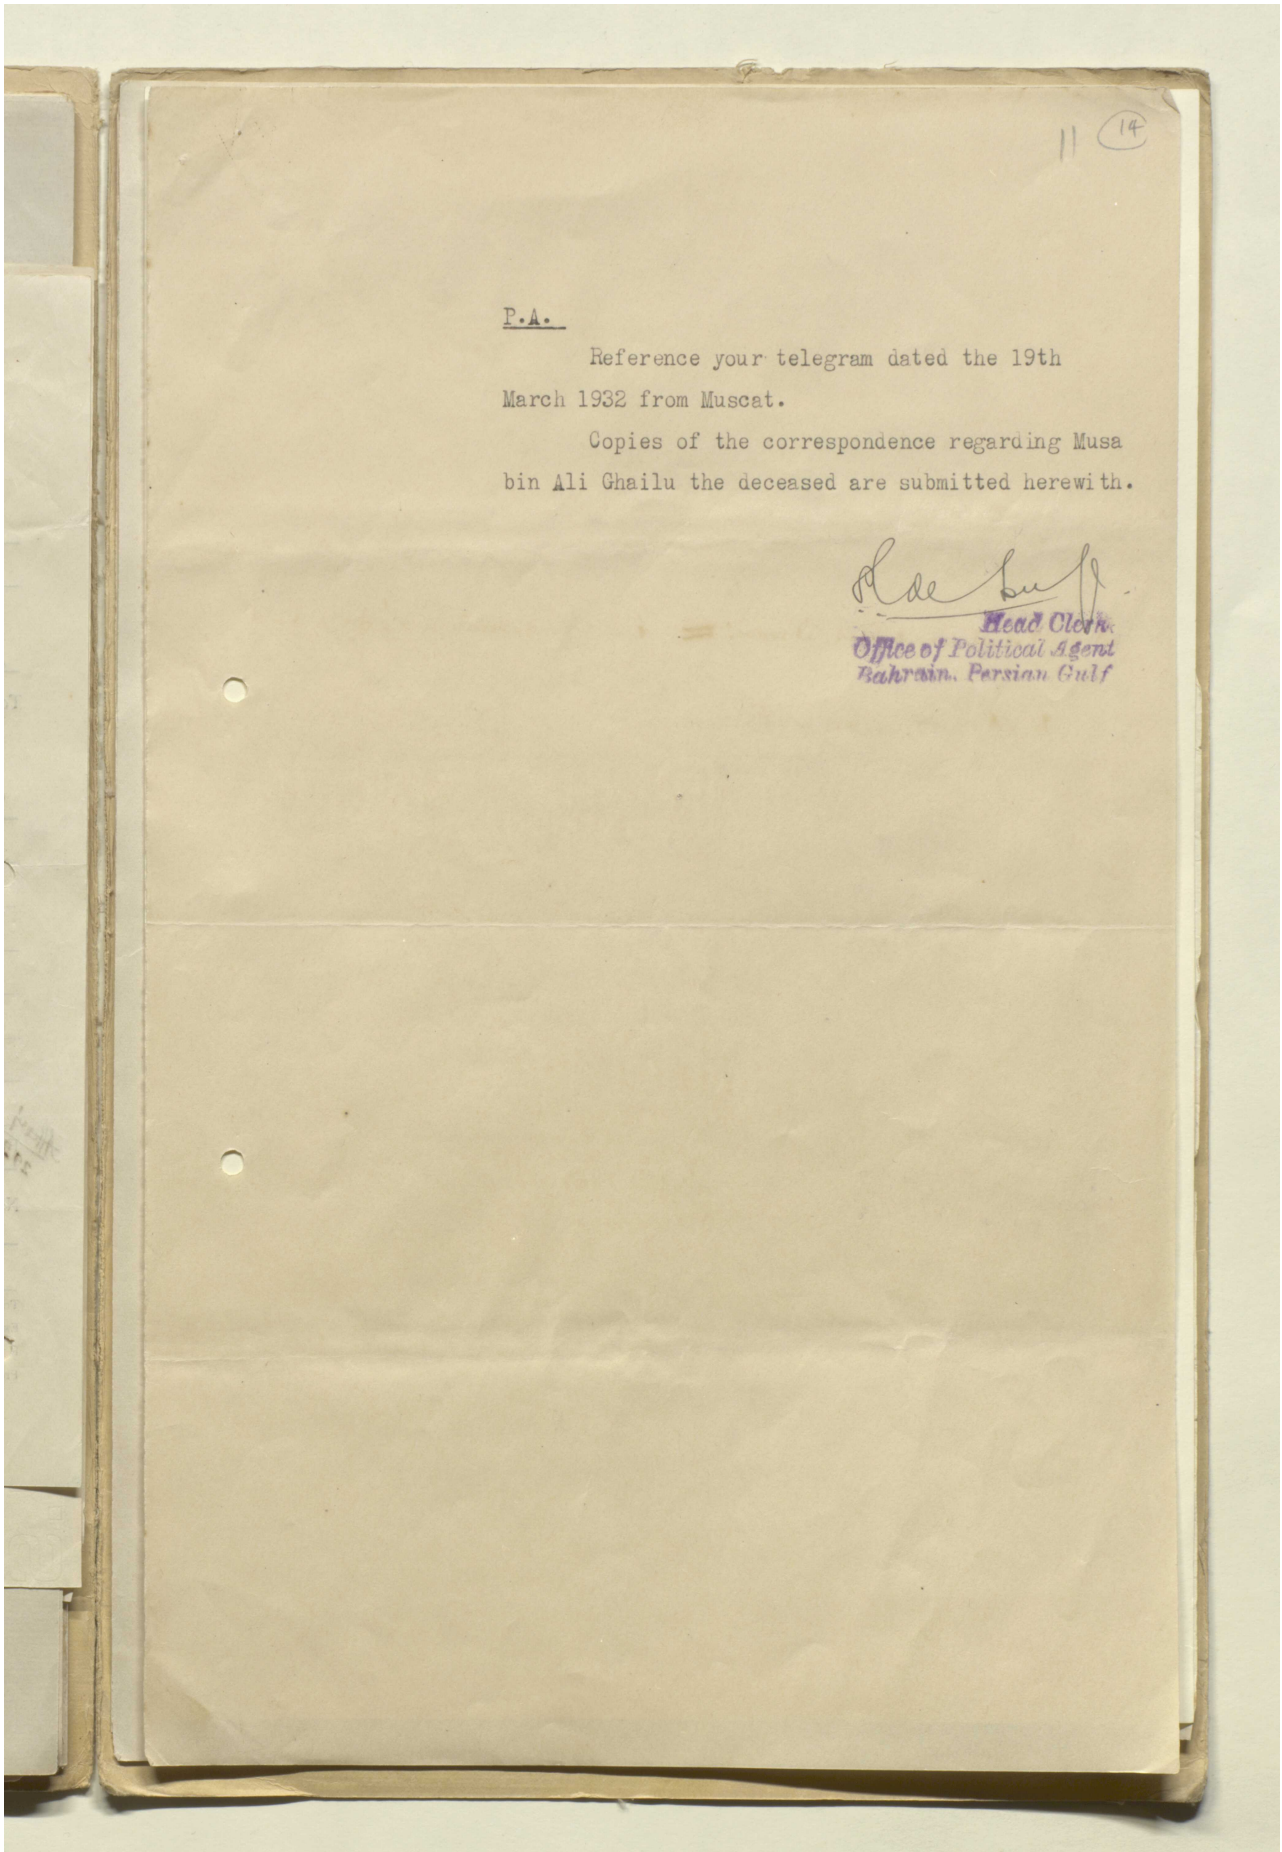 11
14
P.A.
Reference your telegram dated the 19th
March 1932 from Muscat.
Copies of the correspondence regarding Musa
bin Ali Ghailu the deceased are submitted herewith.
Head Clerk
Office of Political Agent
Bahrain, Persian Gulf